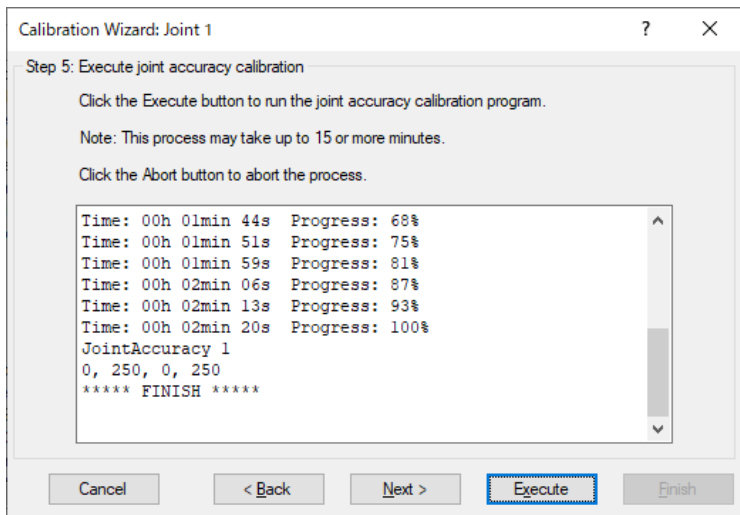 Calibration Wizard: Joint 1
?
Step 5: Execute joint accuracy calibration
Click the Execute button to run the joint accuracy calibration program.
Note: This process may take up to 15 or more minutes.
Click the Abort button to abort the process.
Time: 00h 01min 44s  Progress: 68%
Time: 00h 01min 51s  Progress: 75%
Time: 00h 01min 59s  Progress: 81%
Time: 00h 02min 06s  Progress: 87%
Time: 00h 02min 13s  Progress: 93%
Time: 00h 02min 20s  Progress: 100%
JointAccuracy 1
0, 250, 0, 250
***** FINISH *****
Cancel
< Back
Next >
Execute
Finish